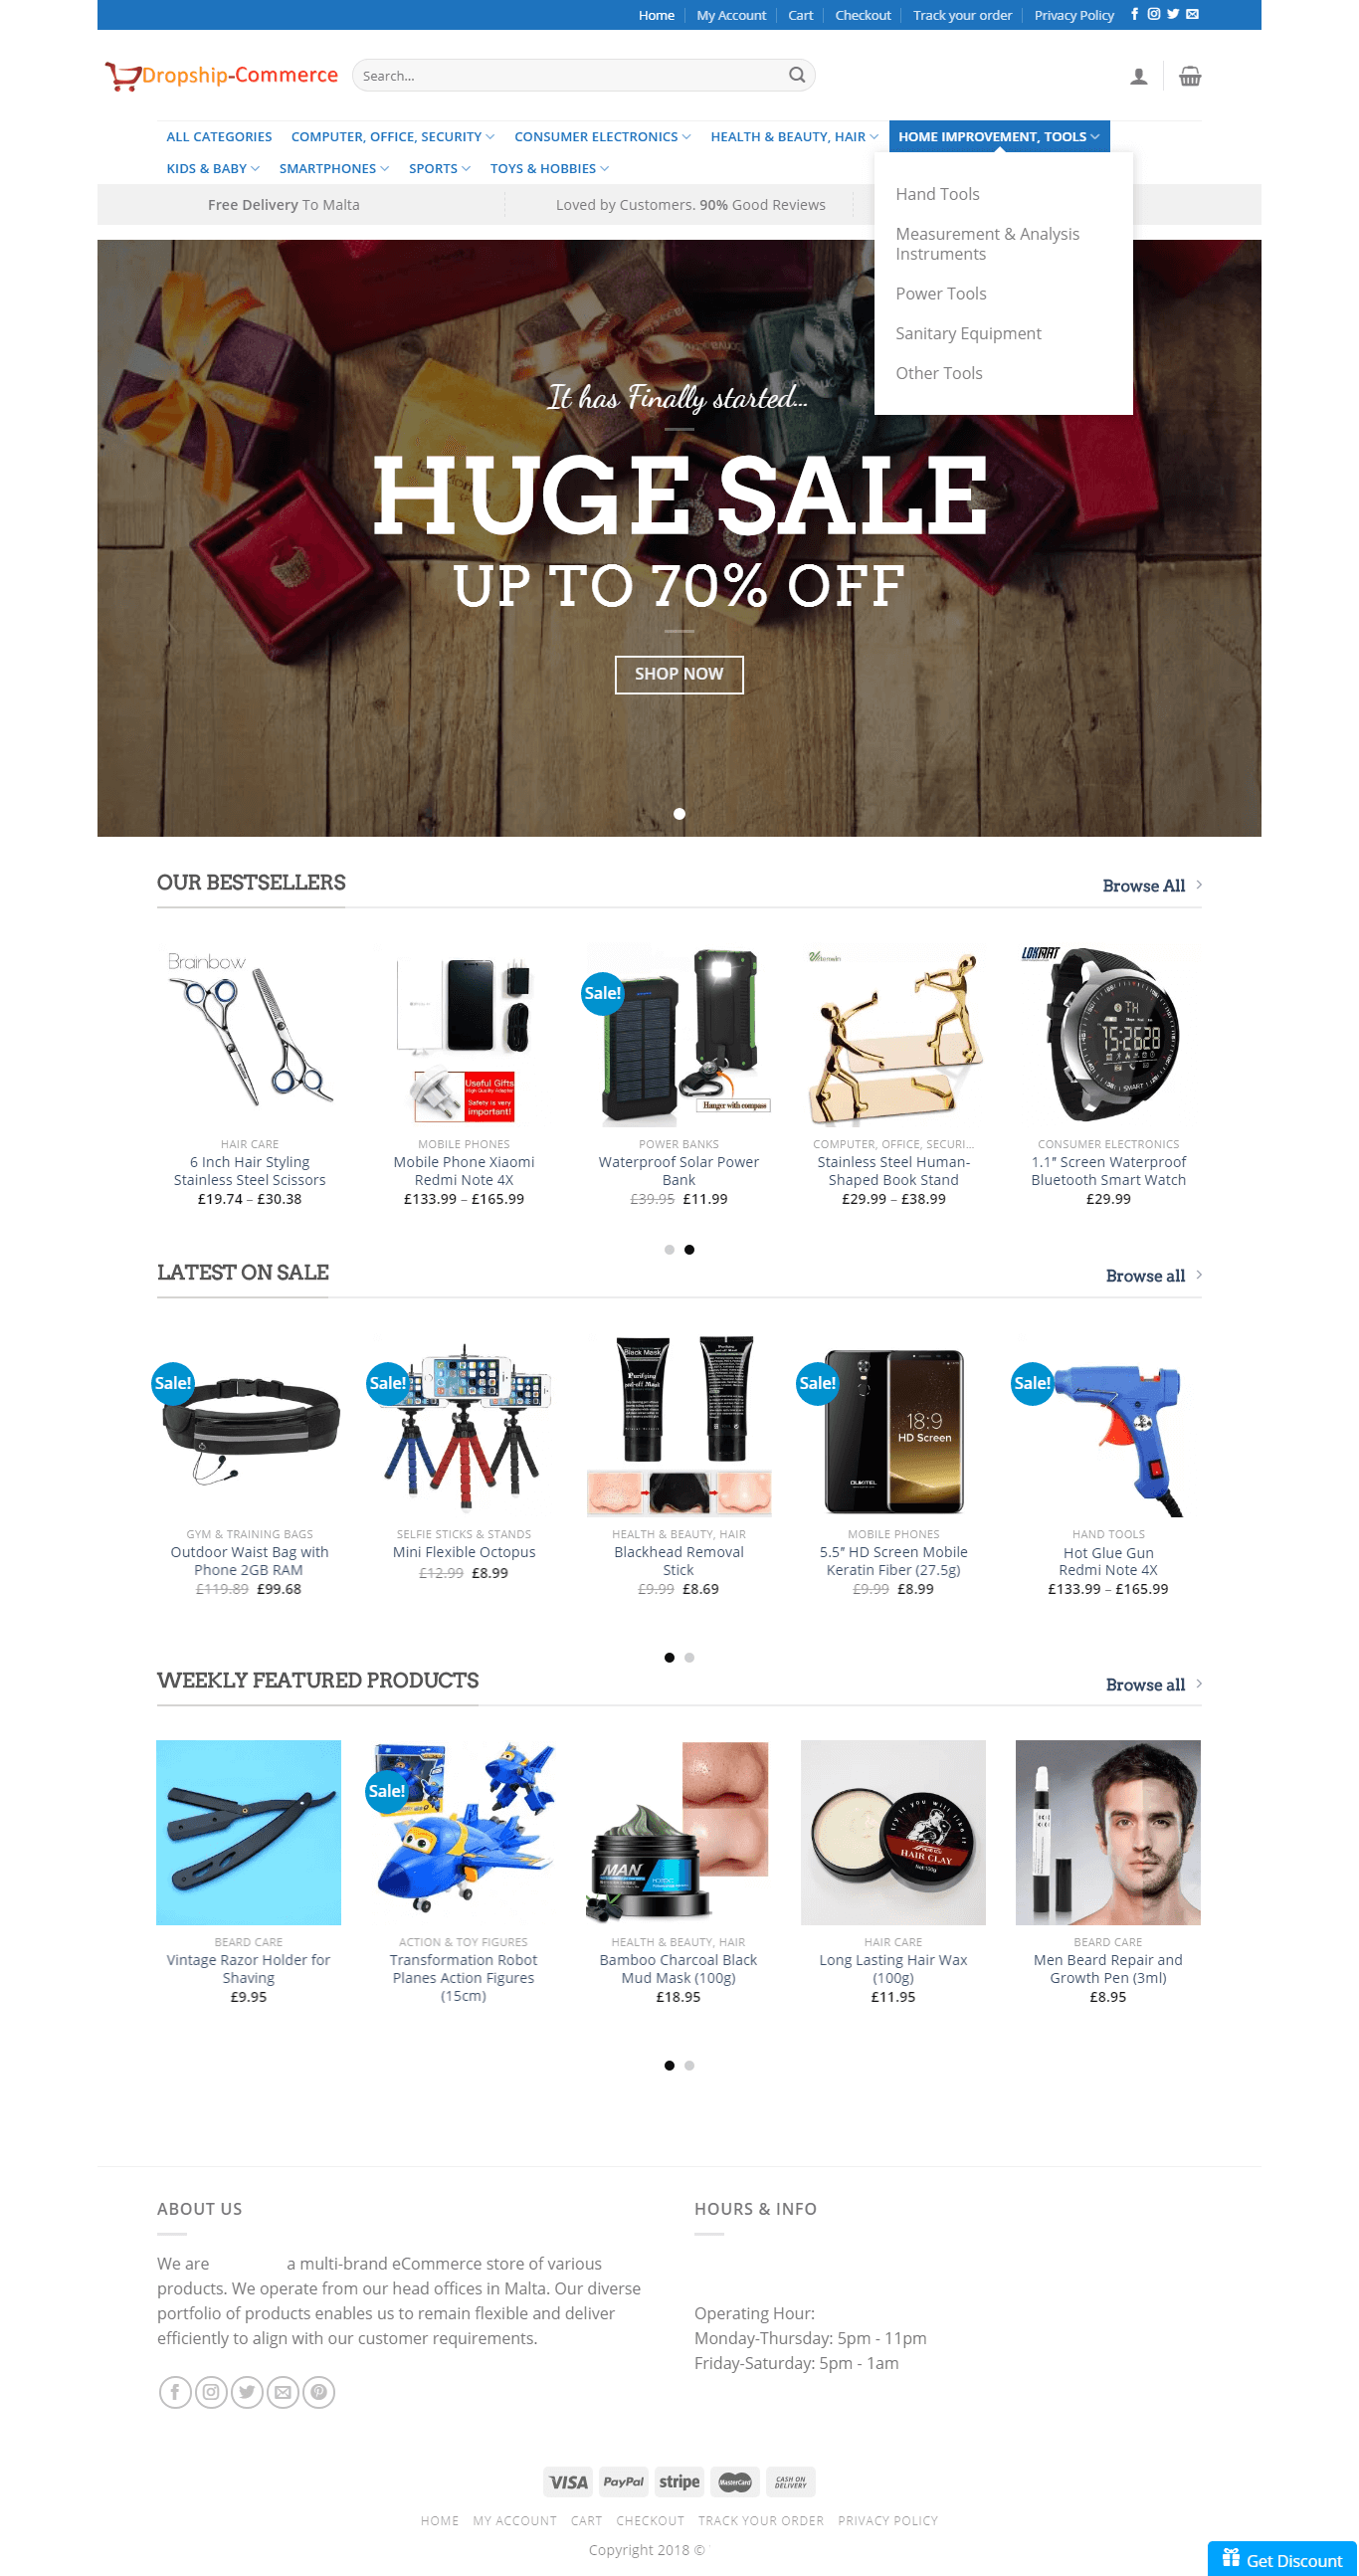 Home My Account Cart Checkout Track your order Privacy Policy
Dropship-Commerce
Search...
ALL CATEGORIES COMPUTER, OFFICE, SECURITY CONSUMER ELECTRONICS HEALTH & BEAUTY, HAIR HOME IMPROVEMENT, TOOLS
KIDS & BABY SMARTPHONES SPORTS TOYS & HOBBIES
Hand Tools
Measurement & Analysis
Instruments
Power Tools
Sanitary Equipment
Other Tools
Free Delivery To Malta
Loved by Customers. 90% Good Reviews
It has Finally started...
HUGE SALE
UP TO 70% OFF
SHOP NOW
OUR BESTSELLERS
Browse All
Brainbow
Useful Gifts
High Quality Adapter
Safety is very
important!
Sale!
Hanger with compass
LOKMAT
TH
15:2628
SMART
HAIR CARE
6 Inch Hair Styling
Stainless Steel Scissors
£19.74 – £30.38
MOBILE PHONES
Mobile Phone Xiaomi
Redmi Note 4X
£133.99 – £165.99
POWER BANKS
Waterproof Solar Power
Bank
£39.95 £11.99
COMPUTER, OFFICE, SECURI...
Stainless Steel Human-
Shaped Book Stand
£29.99 – £38.99
CONSUMER ELECTRONICS
1.1″ Screen Waterproof
Bluetooth Smart Watch
£29.99
LATEST ON SALE
Browse all
Sale!
Sale!
Black Mask
Purifying
peel-off Mask
Sale!
18:9
HD Screen
OUKITEL
Sale!
GYM & TRAINING BAGS
Outdoor Waist Bag with
Phone 2GB RAM
£119.89 £99.68
SELFIE STICKS & STANDS
Mini Flexible Octopus
£12.99 £8.99
HEALTH & BEAUTY, HAIR
Blackhead Removal
Stick
£9.99 £8.69
MOBILE PHONES
5.5″ HD Screen Mobile
Keratin Fiber (27.5g)
£9.99 £8.99
HAND TOOLS
Hot Glue Gun
Redmi Note 4X
£133.99 – £165.99
WEEKLY FEATURED PRODUCTS
Browse all
Sale!
MAN
try it you will like it
HAIR CLAY
Net:100g
BEARD CARE
Vintage Razor Holder for
Shaving
£9.95
ACTION & TOY FIGURES
Transformation Robot
Planes Action Figures
(15cm)
HEALTH & BEAUTY, HAIR
Bamboo Charcoal Black
Mud Mask (100g)
£18.95
HAIR CARE
Long Lasting Hair Wax
(100g)
£11.95
BEARD CARE
Men Beard Repair and
Growth Pen (3ml)
£8.95
ABOUT US
We are a multi-brand eCommerce store of various
products. We operate from our head offices in Malta. Our diverse
portfolio of products enables us to remain flexible and deliver
efficiently to align with our customer requirements.
HOURS & INFO
Operating Hour:
Monday-Thursday: 5pm - 11pm
Friday-Saturday: 5pm - 1am
VISA PayPal stripe MasterCard CASH ON DELIVERY
HOME MY ACCOUNT CART CHECKOUT TRACK YOUR ORDER PRIVACY POLICY
Copyright 2018 ©
Get Discount